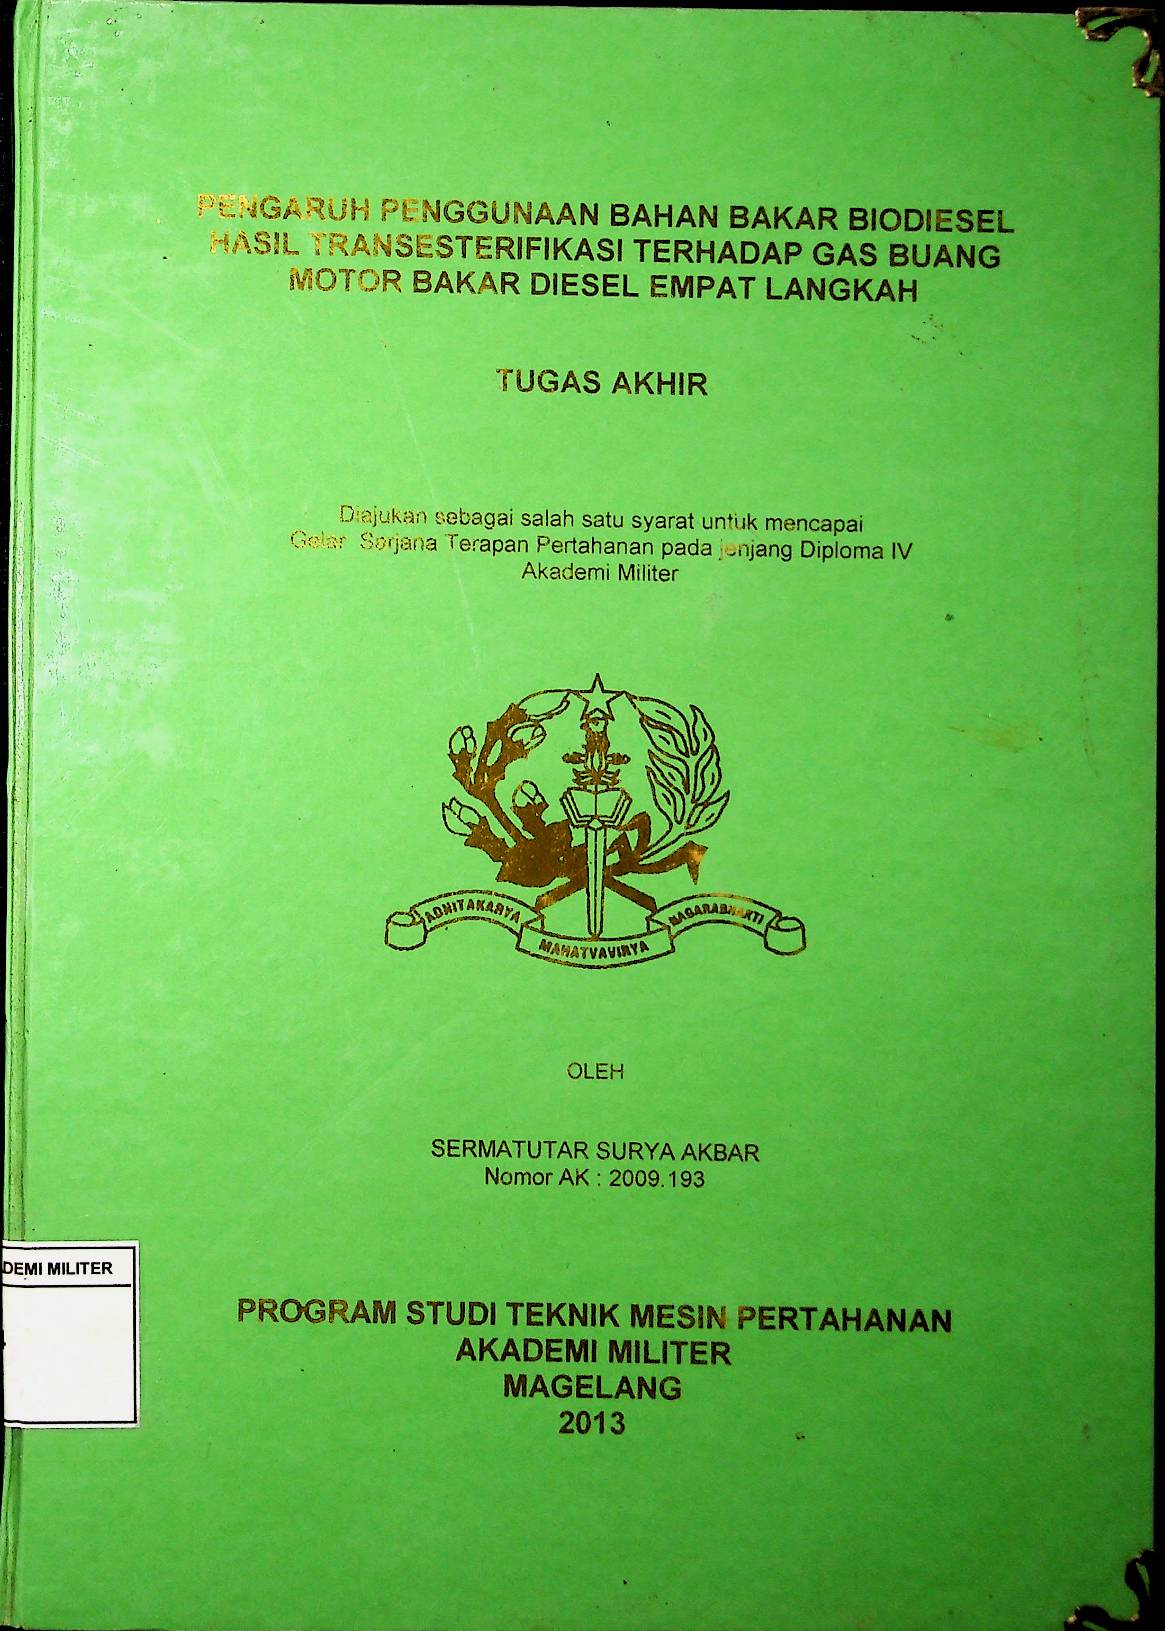 PENGARUH PENGGUNAAN BAHAN BAKAR BIODIESEL
HASIL TRANSESTERIFIKASI TERHADAP GAS BUANG
MOTOR BAKAR DIESEL EMPAT LANGKAH
TUGAS AKHIR
Diajukan sebagai salah satu syarat untuk mencapai
Gelar Sarjana Terapan Pertahanan pada jenjang Diploma IV
Akademi Militer
ADHITAKARYA
MAHATVAVIRYA
NAGARABHAKTI
OLEH
SERMATUTAR SURYA AKBAR
Nomor AK : 2009.193
DEMI MILITER
PROGRAM STUDI TEKNIK MESIN PERTAHANAN
AKADEMI MILITER
MAGELANG
2013